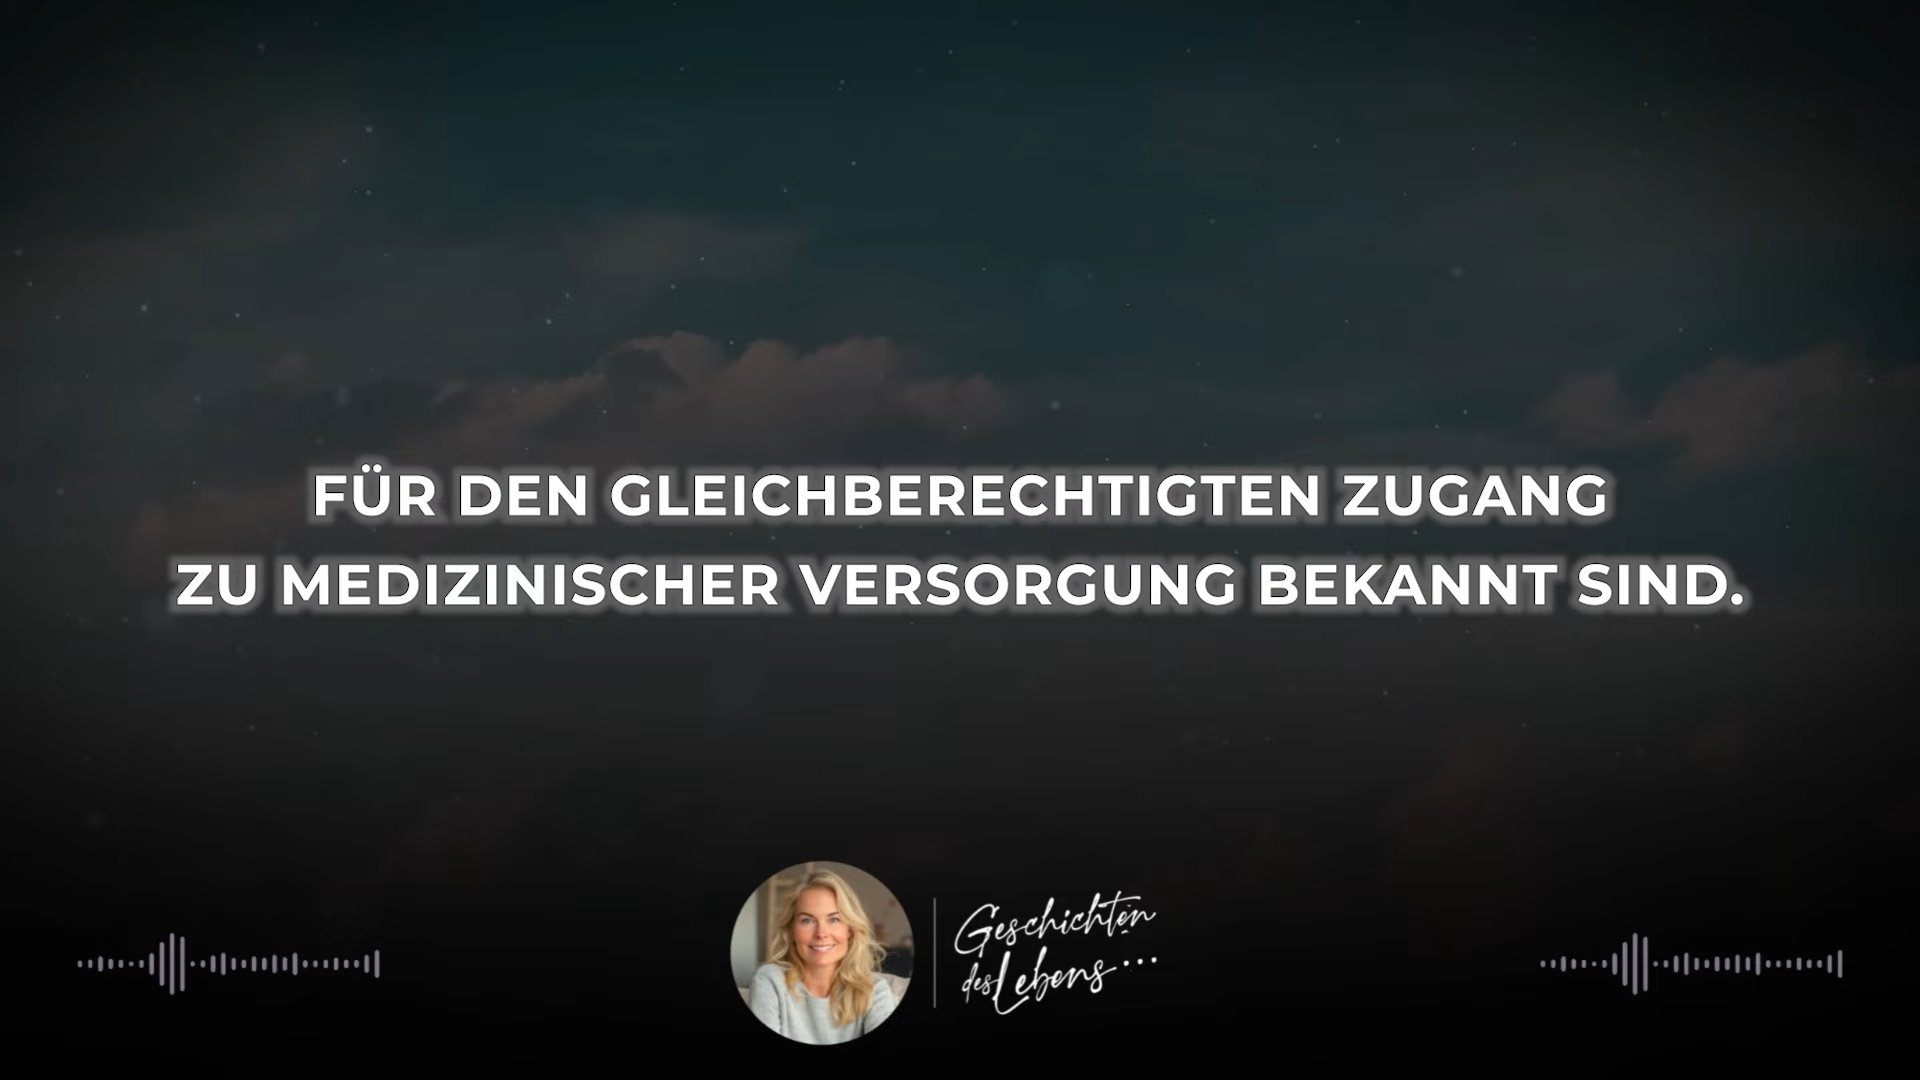 FÜR DEN GLEICHBERECHTIGTEN ZUGANG
ZU MEDIZINISCHER VERSORGUNG BEKANNT SIND.
Geschichten
des Lebens...